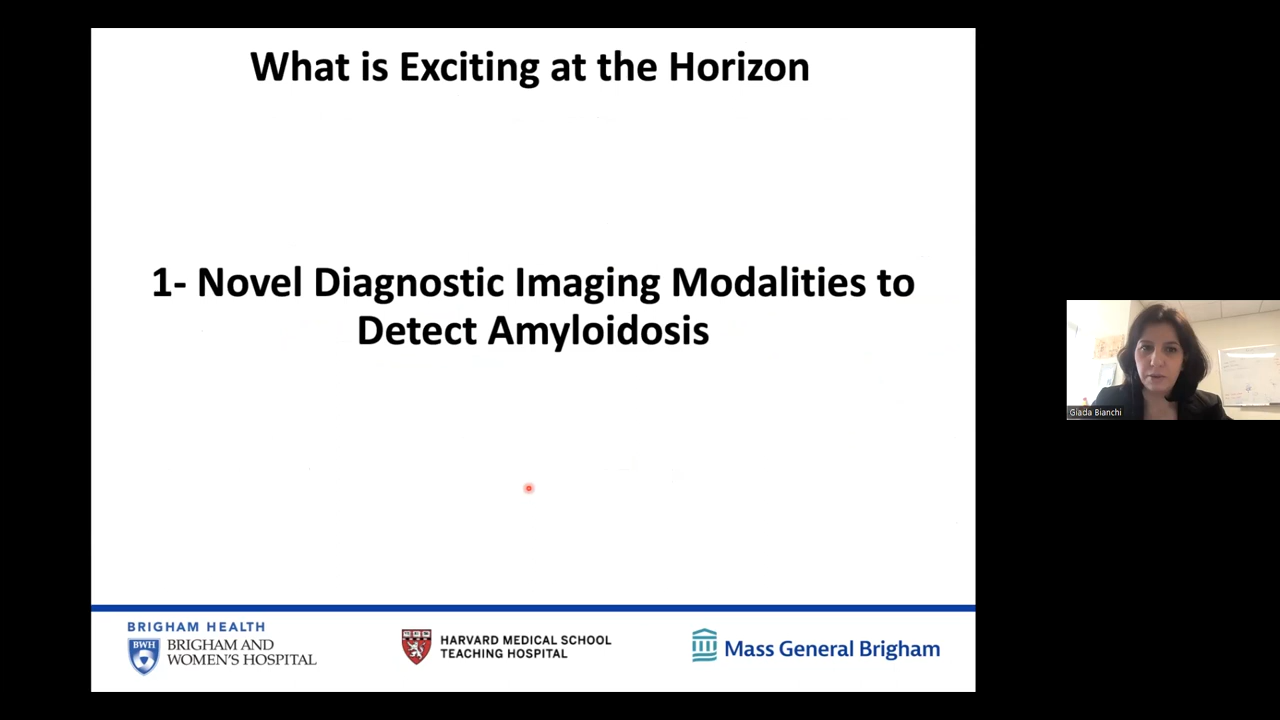 What is Exciting at the Horizon
1- Novel Diagnostic Imaging Modalities to
Detect Amyloidosis
Giada Bianchi
BRIGHAM HEALTH
BWH
BRIGHAM AND
WOMEN'S HOSPITAL
HARVARD MEDICAL SCHOOL
TEACHING HOSPITAL
Mass General Brigham